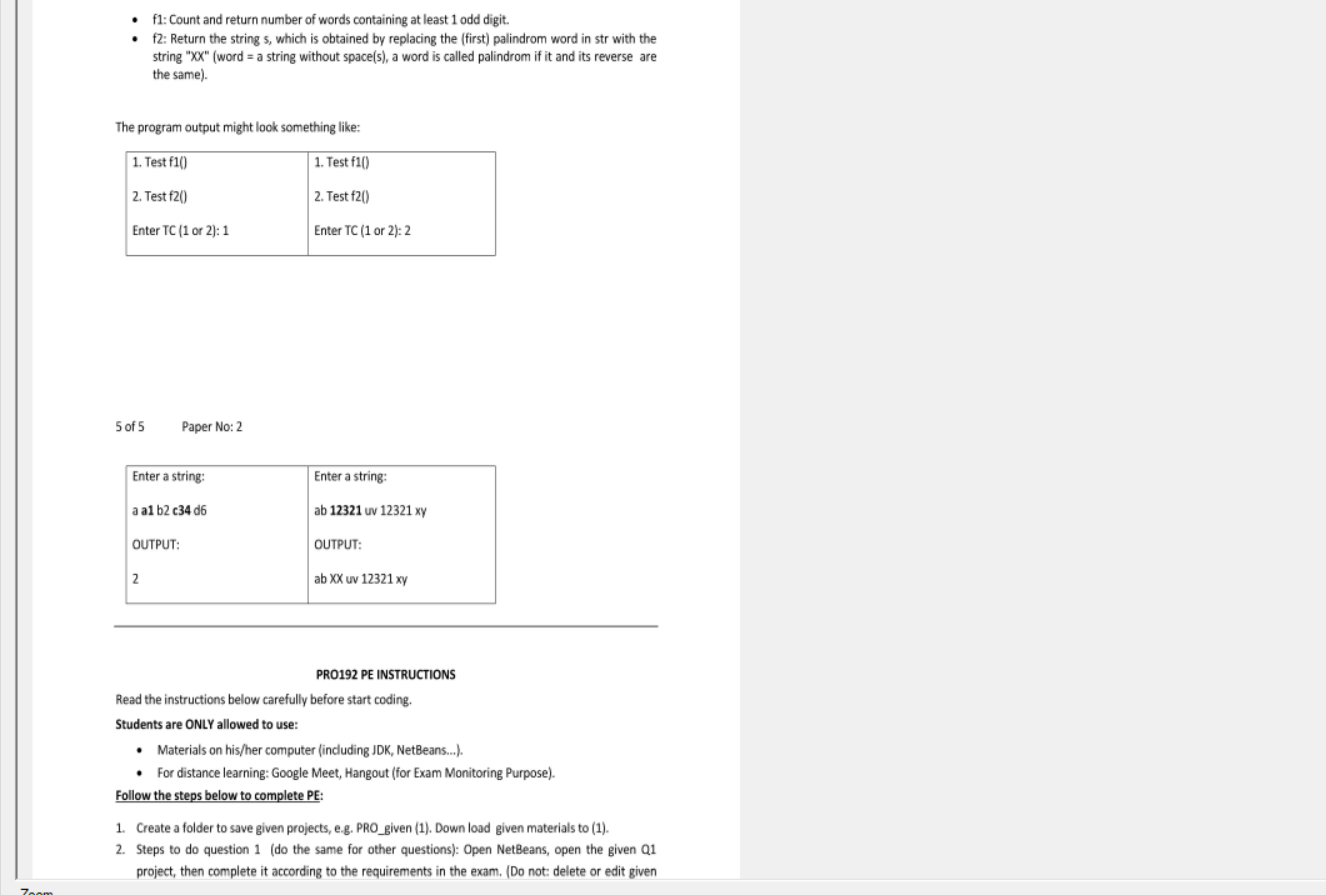 • f1: Count and return number of words containing at least 1 odd digit.
• f2: Return the string s, which is obtained by replacing the (first) palindrom word in str with the
string "XX" (word = a string without space(s), a word is called palindrom if it and its reverse are
the same).
The program output might look something like:
1. Test f1()
2. Test f2()
Enter TC (1 or 2): 1
1. Test f1()
2. Test f2()
Enter TC (1 or 2): 2
5 of 5 Paper No: 2
Enter a string:
a a1 b2 c34 d6
OUTPUT:
2
Enter a string:
ab 12321 uv 12321 xy
OUTPUT:
ab XX uv 12321 xy
PRO192 PE INSTRUCTIONS
Read the instructions below carefully before start coding.
Students are ONLY allowed to use:
• Materials on his/her computer (including JDK, NetBeans...).
• For distance learning: Google Meet, Hangout (for Exam Monitoring Purpose).
Follow the steps below to complete PE:
1. Create a folder to save given projects, e.g. PRO_given (1). Down load given materials to (1).
2. Steps to do question 1 (do the same for other questions): Open NetBeans, open the given Q1
project, then complete it according to the requirements in the exam. (Do not: delete or edit given
Zoom